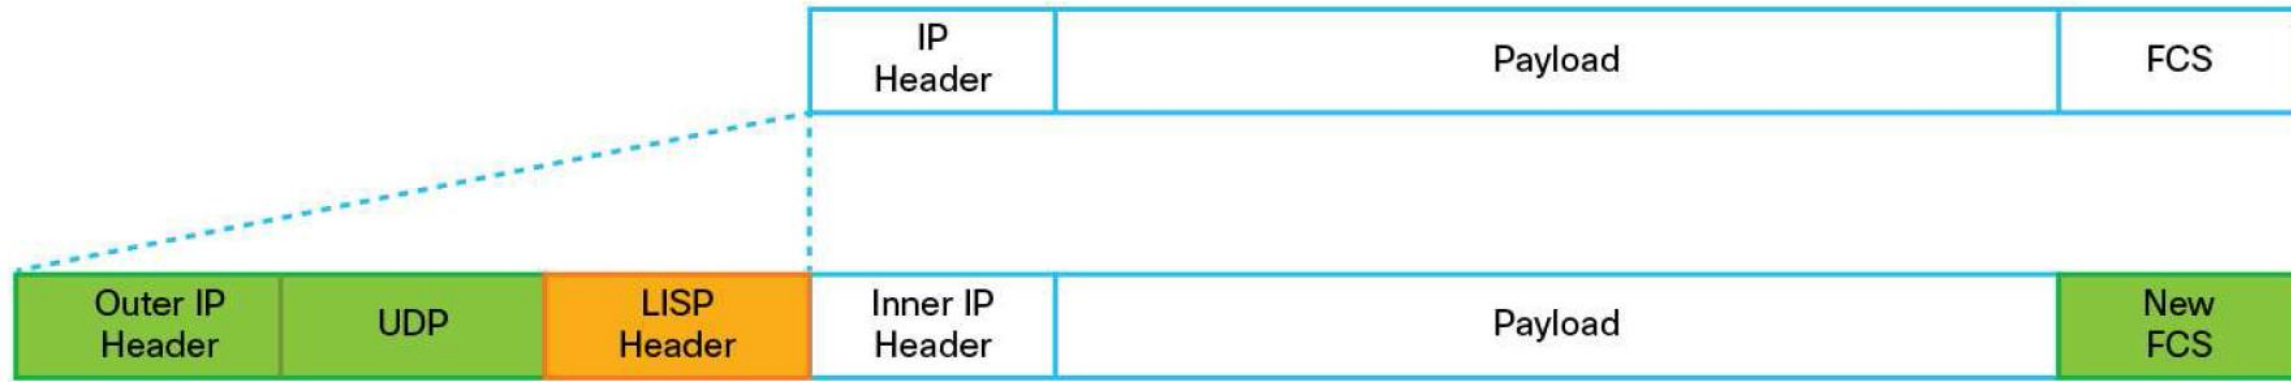 IP
Header
Payload
FCS
Outer IP
Header
UDP
LISP
Header
Inner IP
Header
Payload
New
FCS